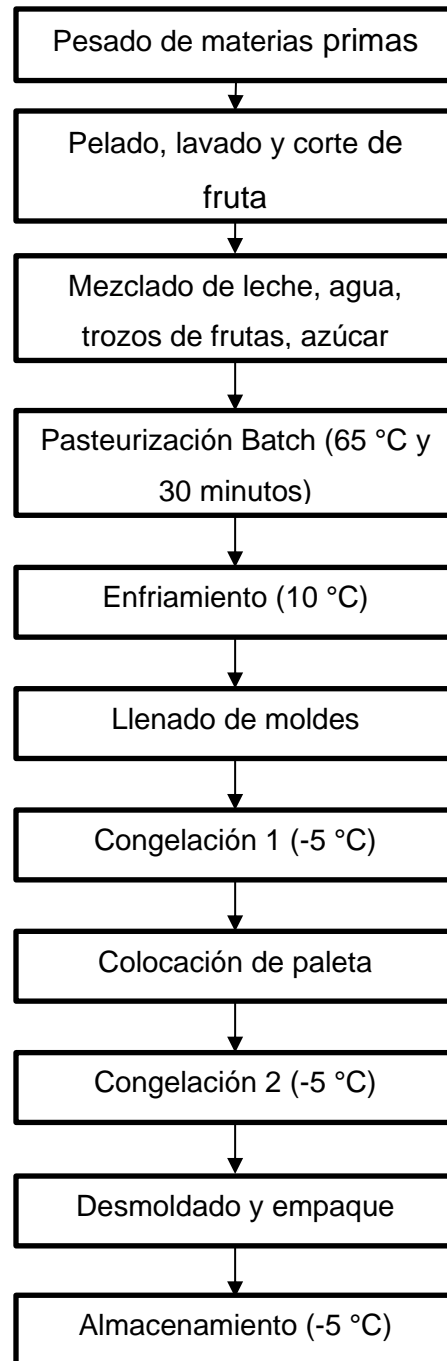 Pesado de materias primas
Pelado, lavado y corte de
fruta
Mezclado de leche, agua,
trozos de frutas, azúcar
Pasteurización Batch (65 °C y
30 minutos)
Enfriamiento (10 °C)
Llenado de moldes
Congelación 1 (-5 °C)
Colocación de paleta
Congelación 2 (-5 °C)
Desmoldado y empaque
Almacenamiento (-5 °C)